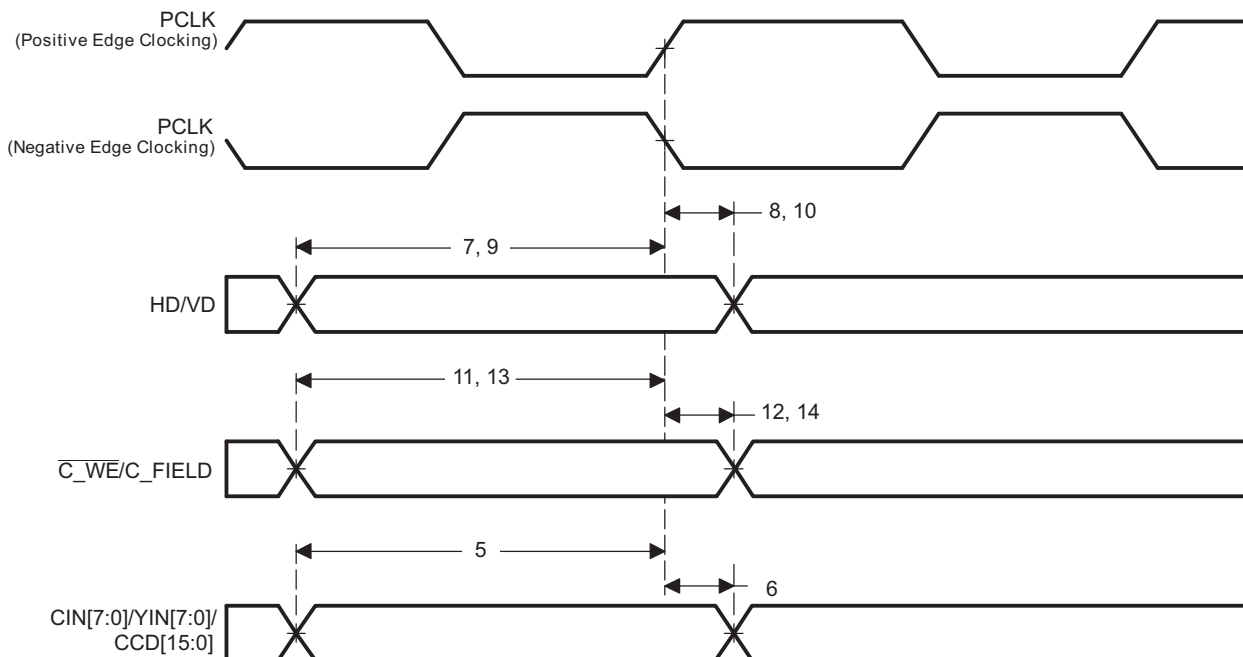 PCLK
(Positive Edge Clocking)
PCLK
(Negative Edge Clocking)
8, 10
7, 9
HD/VD
11, 13
12, 14
C_WE/C_FIELD
5
6
CIN[7:0]/YIN[7:0]/
CCD[15:0]